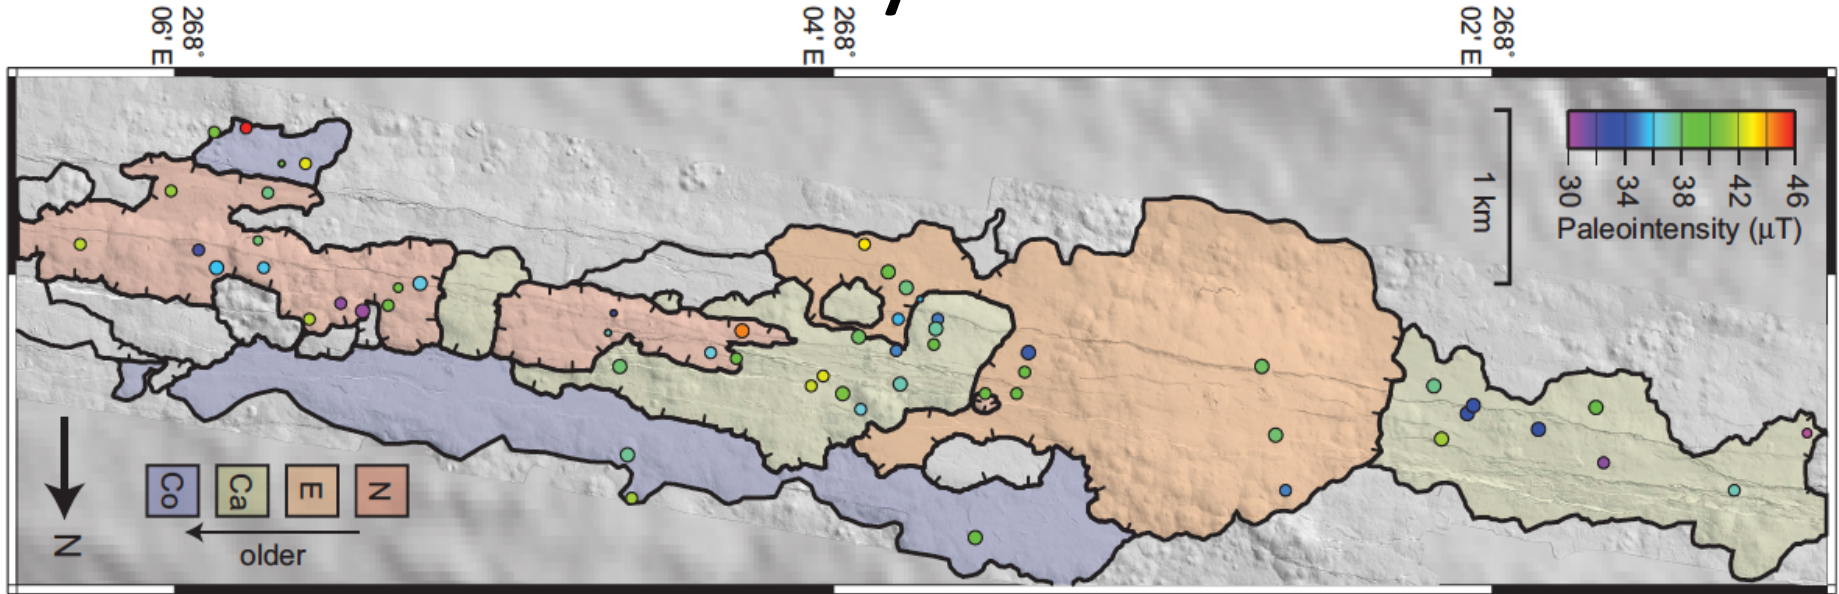 268°
06' E
268°
04' E
268°
02' E
1 km
30
34
38
42
46
Paleointensity (μT)
Co
Ca
E
N
older
N